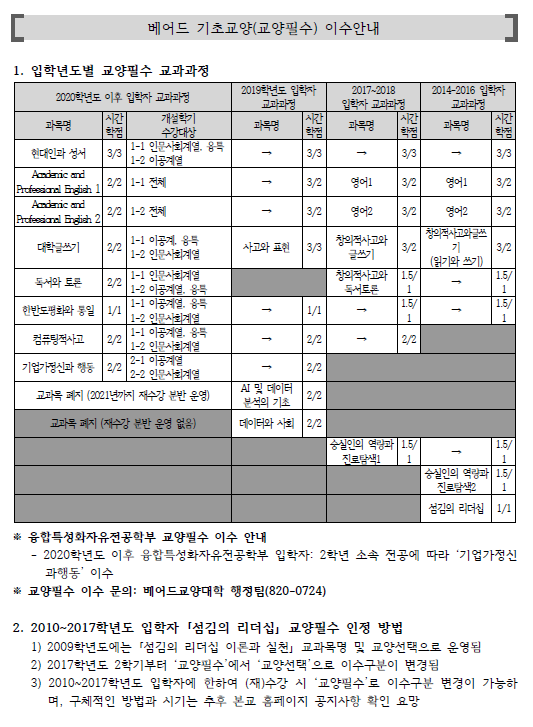 베어드 기초교양(교양필수) 이수안내
1. 입학년도별 교양필수 교과과정
2020학년도 이후 입학자 교과과정 2019학년도 입학자 교과과정 2017~2018 입학자 교과과정 2014-2016 입학자 교과과정
과목명 시간 학점 개설학기 수강대상 과목명 시간 학점 과목명 시간 학점 과목명 시간 학점
현대인과 성서 3/3 1-1 인문사회계열, 융특 1-2 이공계열 → 3/3 → 3/3 → 3/3
Academic and Professional English 1 2/2 1-1 전체 → 3/2 영어1 3/2 영어1 3/2
Academic and Professional English 2 2/2 1-2 전체 → 3/2 영어2 3/2 영어2 3/2
대학글쓰기 2/2 1-1 이공계, 융특 1-2 인문사회계열 사고와 표현 3/3 창의적사고와 글쓰기 3/2 창의적사고와글쓰기 (읽기와 쓰기) 3/2
독서와 토론 2/2 1-1 인문사회계열 1-2 이공계열, 융특 창의적사고와 독서토론 1.5/1 → 1.5/1
한반도평화와 통일 1/1 1-1 이공계열, 융특 1-2 인문사회계열 → 1/1 → 1.5/1 → 1.5/1
컴퓨팅적사고 2/2 1-1 이공계열, 융특 1-2 인문사회계열 → 2/2 → 2/2
기업가정신과 행동 2/2 2-1 이공계열 2-2 인문사회계열 → 2/2
교과목 폐지 (2021년까지 재수강 분반 운영) AI 및 데이터 분석의 기초 2/2
교과목 폐지 (재수강 분반 운영 없음) 데이터와 사회 2/2
숭실인의 역량과 진로탐색1 1.5/1 → 1.5/1
숭실인의 역량과 진로탐색2 1.5/1
섬김의 리더십 1/1
※ 융합특성화자유전공학부 교양필수 이수 안내
- 2020학년도 이후 융합특성화자유전공학부 입학자: 2학년 소속 전공에 따라 '기업가정신
과행동' 이수
※ 교양필수 이수 문의: 베어드교양대학 행정팀(820-0724)
2. 2010~2017학년도 입학자 「섬김의 리더십」 교양필수 인정 방법
1) 2009학년도에는 「섬김의 리더십 이론과 실천」 교과목명 및 교양선택으로 운영됨
2) 2017학년도 2학기부터 '교양필수'에서 '교양선택'으로 이수구분이 변경됨
3) 2010~2017학년도 입학자에 한하여 (재)수강 시 '교양필수'로 이수구분 변경이 가능하
며, 구체적인 방법과 시기는 추후 본교 홈페이지 공지사항 확인 요망